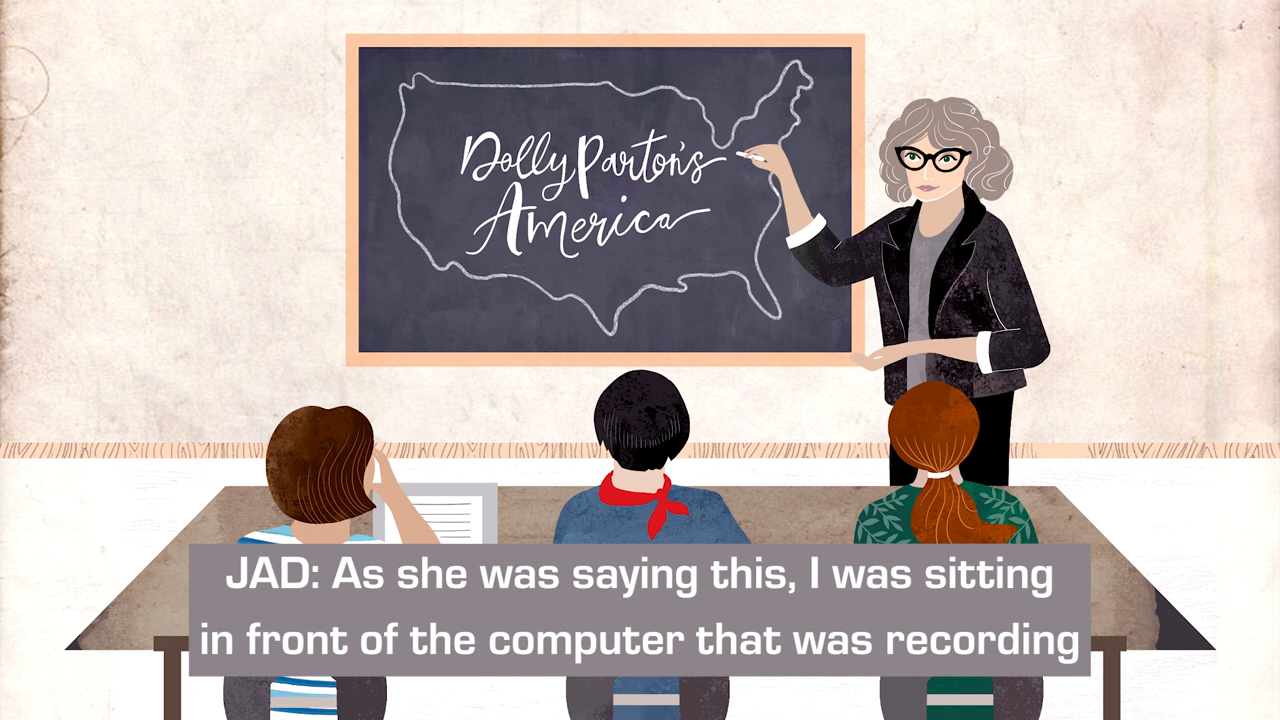 Dolly Parton's
America
JAD: As she was saying this, I was sitting
in front of the computer that was recording